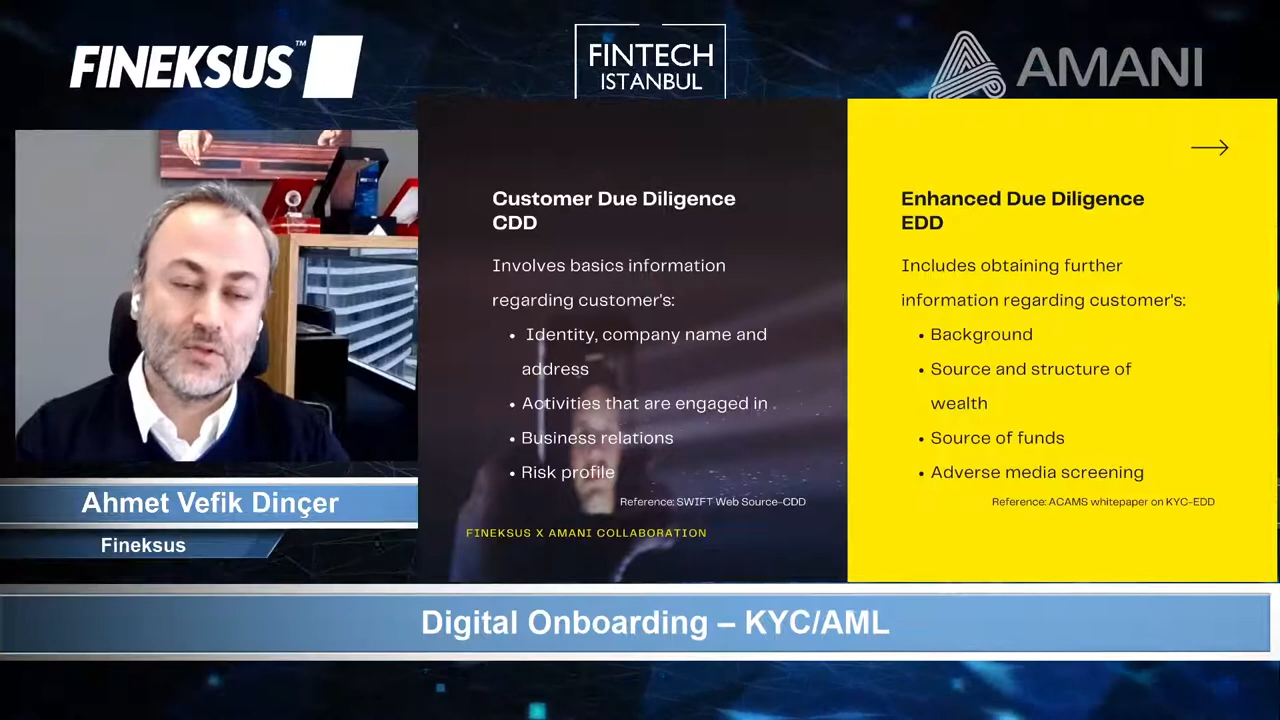 FINEKSUS™
FINTECH
ISTANBUL
AMANI
Customer Due Diligence
CDD
Involves basics information
regarding customer's:
• Identity, company name and
address
• Activities that are engaged in
• Business relations
• Risk profile
Reference: SWIFT Web Source-CDD
FINEKSUS X AMANI COLLABORATION
Enhanced Due Diligence
EDD
Includes obtaining further
information regarding customer's:
• Background
• Source and structure of
wealth
• Source of funds
• Adverse media screening
Reference: ACAMS whitepaper on KYC-EDD
Ahmet Vefik Dinçer
Fineksus
Digital Onboarding – KYC/AML